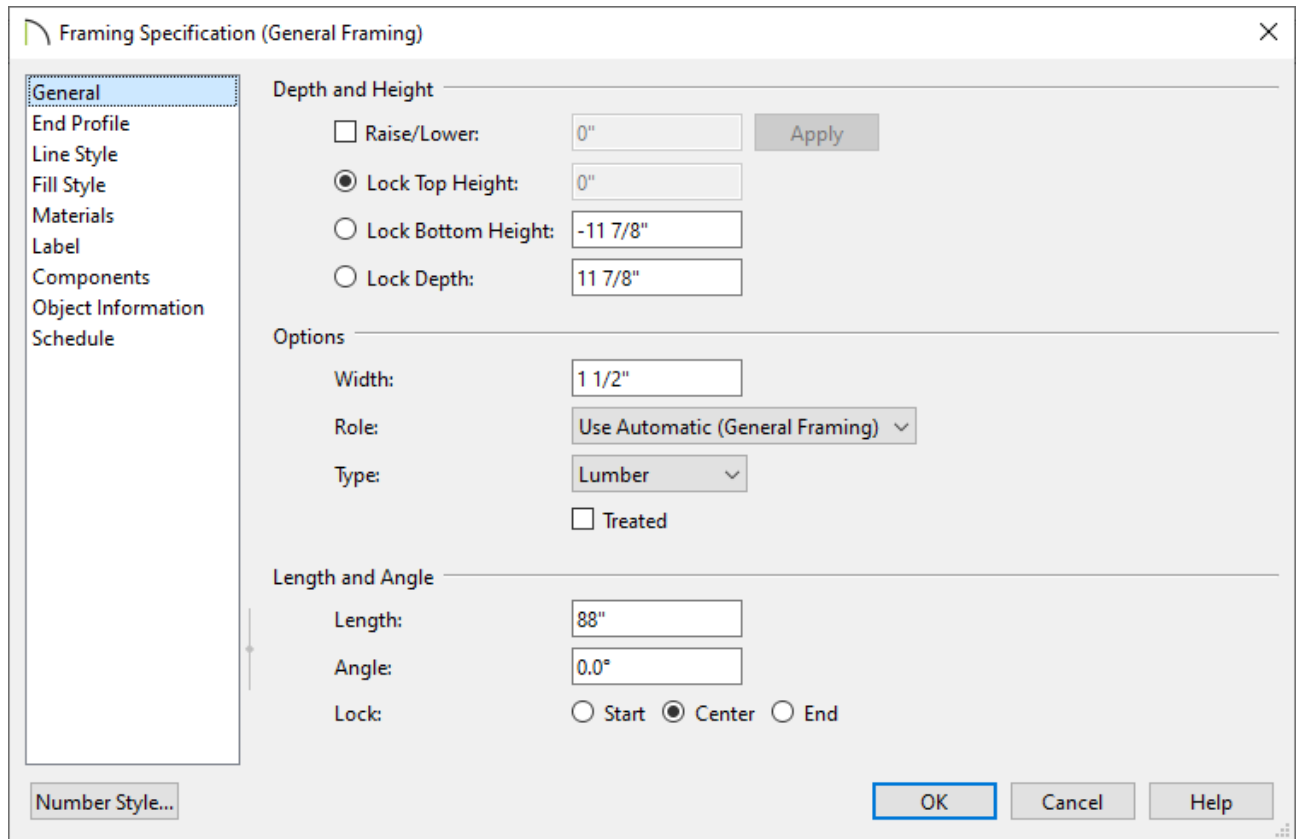 Framing Specification (General Framing)
General
End Profile
Line Style
Fill Style
Materials
Label
Components
Object Information
Schedule
Depth and Height
Raise/Lower: 0" Apply
Lock Top Height: 0"
Lock Bottom Height: -11 7/8"
Lock Depth: 11 7/8"
Options
Width: 1 1/2"
Role: Use Automatic (General Framing)
Type: Lumber
Treated
Length and Angle
Length: 88"
Angle: 0.0°
Lock: Start Center End
Number Style... OK Cancel Help